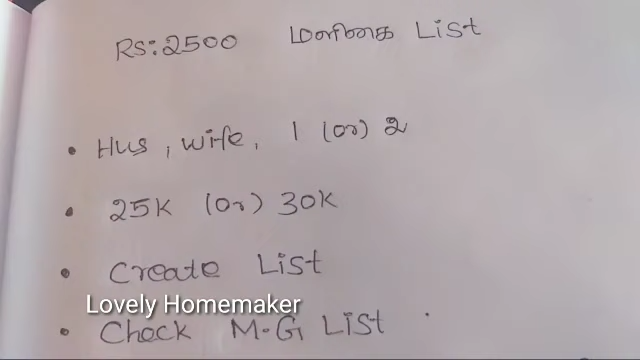 RS:2500 மளிகை List
• Hus, wife, 1 (or) 2
• 25K (or) 30K
• Create List
Lovely Homemaker
• Check M.G List